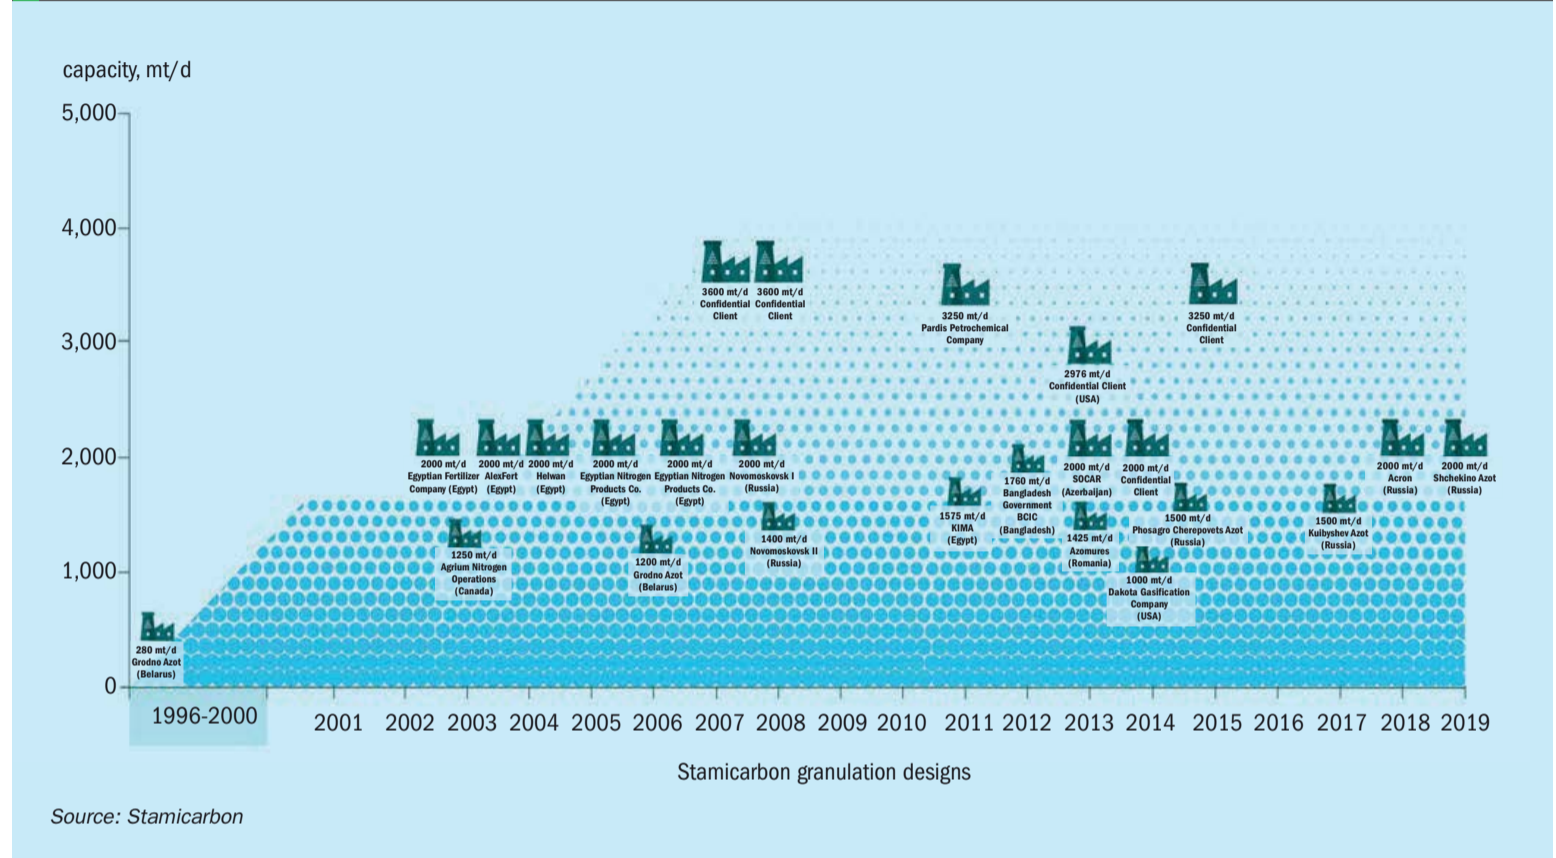 capacity, mt/d
5,000
4,000
3,000
2,000
1,000
0
3600 mt/d
Confidential
Client
3600 mt/d
Confidential
Client
3250 mt/d
Pardis Petrochemical
Company
3250 mt/d
Confidential
Client
2976 mt/d
Confidential Client
(USA)
2000 mt/d
Egyptian Fertilizer
Company (Egypt)
2000 mt/d
AlexFert
(Egypt)
2000 mt/d
Helwan
(Egypt)
2000 mt/d
Egyptian Nitrogen
Products Co.
(Egypt)
2000 mt/d
Egyptian Nitrogen
Products Co.
(Egypt)
2000 mt/d
Novomoskovsk I
(Russia)
1760 mt/d
Bangladesh
Government
BCIC
(Bangladesh)
2000 mt/d
SOCAR
(Azerbaijan)
2000 mt/d
Confidential
Client
2000 mt/d
Acron
(Russia)
2000 mt/d
Shchekino Azot
(Russia)
1250 mt/d
Agrium Nitrogen
Operations
(Canada)
1200 mt/d
Grodno Azot
(Belarus)
1400 mt/d
Novomoskovsk II
(Russia)
1575 mt/d
KIMA
(Egypt)
1425 mt/d
Azomures
(Romania)
1500 mt/d
Phosagro Cherepovets Azot
(Russia)
1500 mt/d
Kuibyshev Azot
(Russia)
1000 mt/d
Dakota Gasification
Company
(USA)
280 mt/d
Grodno Azot
(Belarus)
1996-2000
2001
2002
2003
2004
2005
2006
2007
2008
2009
2010
2011
2012
2013
2014
2015
2016
2017
2018
2019
Stamicarbon granulation designs
Source: Stamicarbon